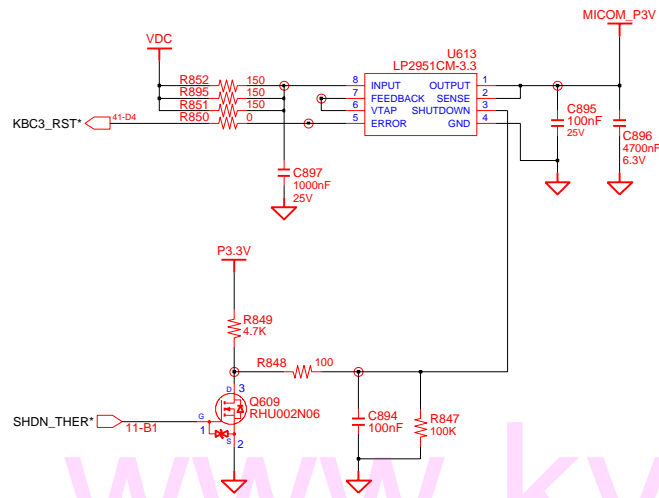 MICOM_P3V
VDC
U613
LP2951CM-3.3
R852 150
R895 150
R851 150
R850 0
KBC3_RST* 41-D4
8 INPUT OUTPUT 1
7 FEEDBACK SENSE 2
6 VTAP SHUTDOWN 3
5 ERROR GND 4
C895
100nF
25V
C896
4700nF
6.3V
C897
1000nF
25V
P3.3V
R849
4.7K
R848 100
D 3
Q609
RHU002N06
SHDN_THER* 11-B1
G
1
S
2
C894
100nF
R847
100K
www.ky